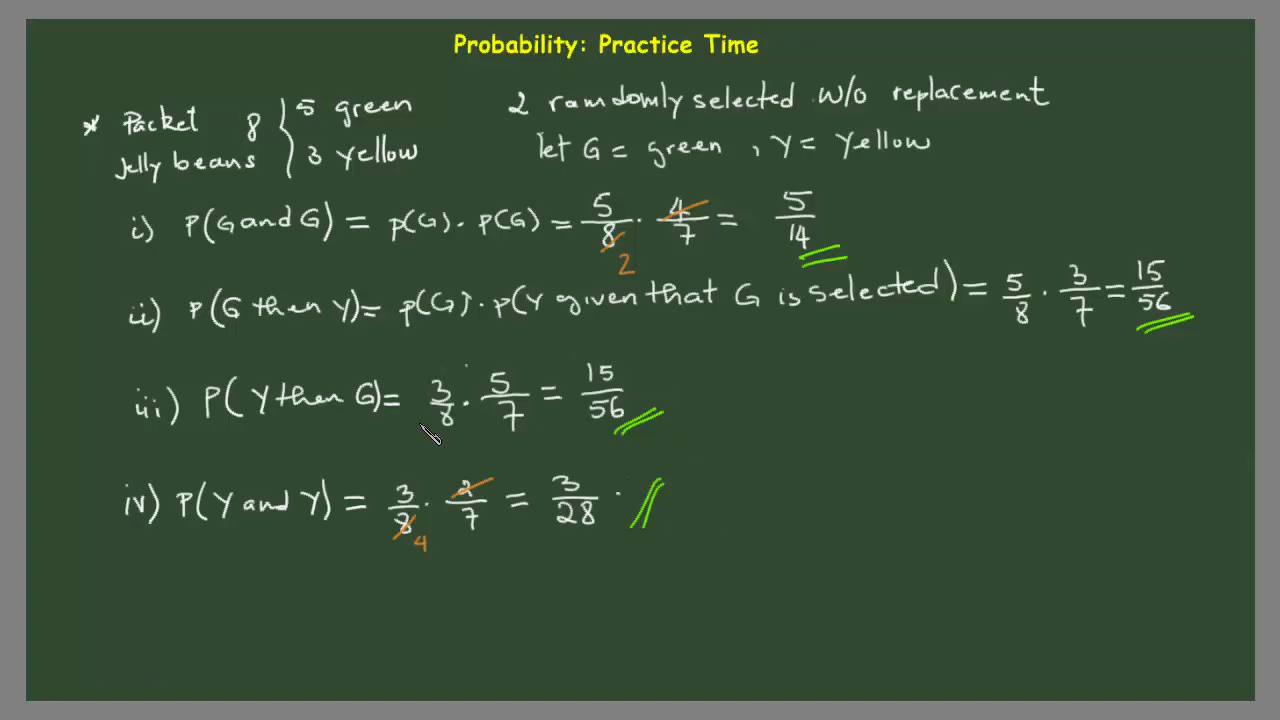 Probability: Practice Time
* Packet 8 { 5 green
Jelly beans 3 yellow
2 randomly selected w/o replacement
let G = green, Y = Yellow
i) P(G and G) = p(G) · p(G) = 5/8 · 4/7 = 5/14
2
ii) P(G then Y) = p(G) · p(Y given that G is selected) = 5/8 · 3/7 = 15/56
iii) P(Y then G) = 3/8 · 5/7 = 15/56
iv) P(Y and Y) = 3/8 · 2/7 = 3/28 ·
4